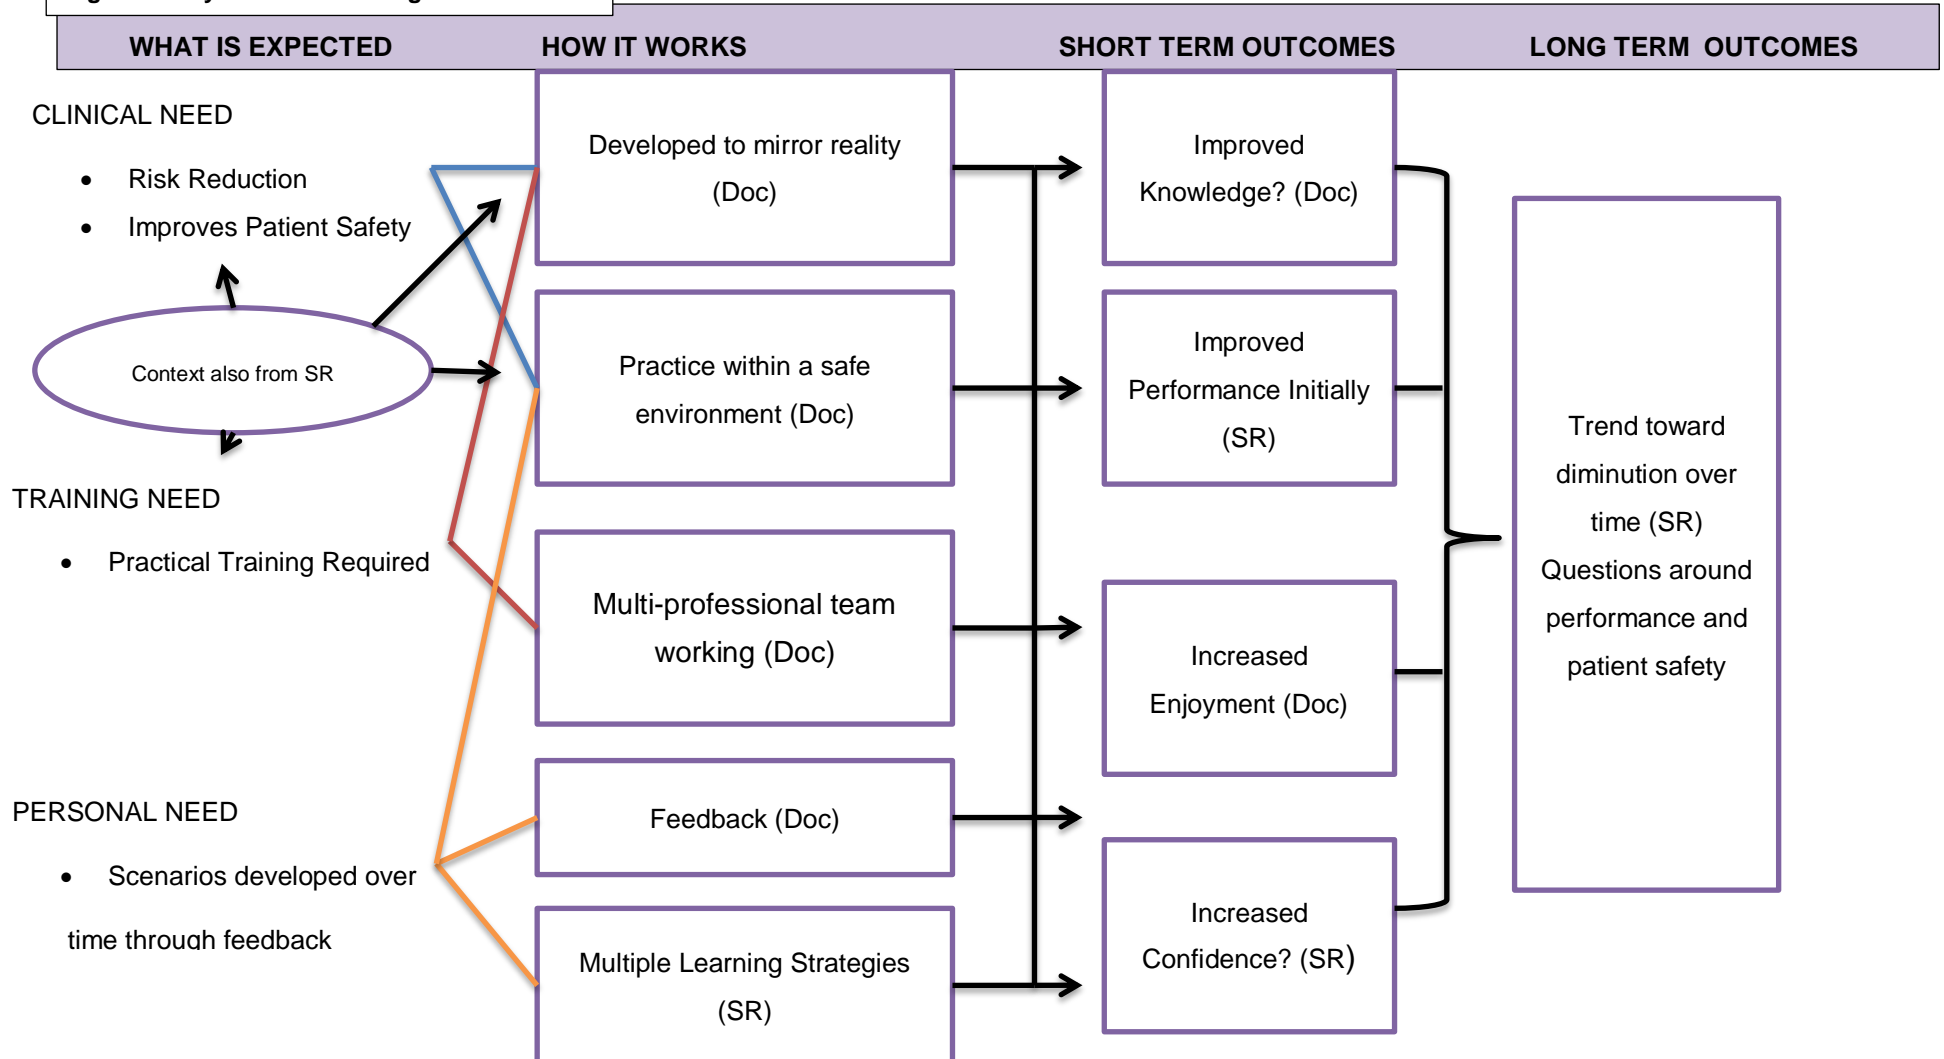 WHAT IS EXPECTED
HOW IT WORKS
SHORT TERM OUTCOMES
LONG TERM OUTCOMES
CLINICAL NEED
• Risk Reduction
• Improves Patient Safety
Context also from SR
TRAINING NEED
• Practical Training Required
PERSONAL NEED
• Scenarios developed over
time through feedback
Developed to mirror reality
(Doc)
Practice within a safe
environment (Doc)
Multi-professional team
working (Doc)
Feedback (Doc)
Multiple Learning Strategies
(SR)
Improved
Knowledge? (Doc)
Improved
Performance Initially
(SR)
Increased
Enjoyment (Doc)
Increased
Confidence? (SR)
Trend toward
diminution over
time (SR)
Questions around
performance and
patient safety